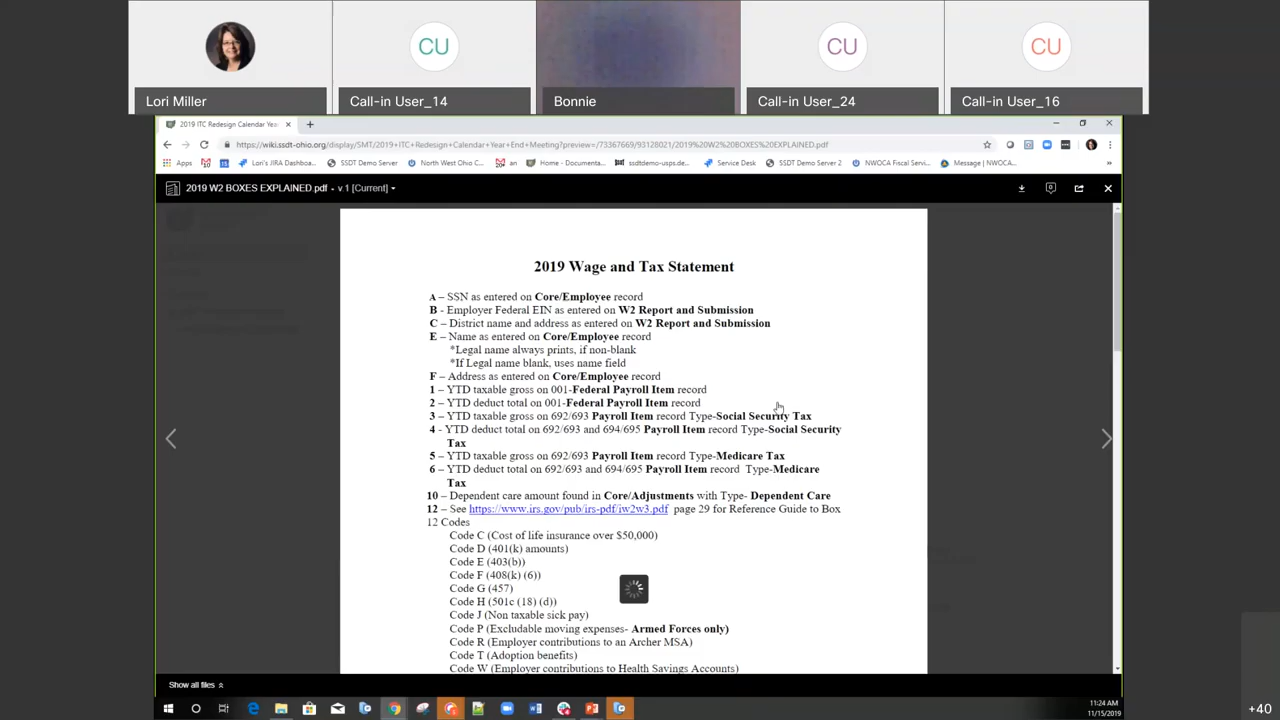 CU
CU
CU
Lori Miller
Call-in User_14
Bonnie
Call-in User_24
Call-in User_16
2019 ITC Redesign Calendar Yea
https://wiki.ssdt-ohio.org/display/SMT/2019+ITC+Redesign+Calendar+Year+End+Meeting?preview=/73367669/93128021/2019%20W2%20BOXES%20EXPLAINED.pdf
Apps
Lori's JIRA Dashboa...
SSDT Demo Server
North West Ohio C...
an
Home - Documenta...
ssdtdemo-usps.de...
Service Desk
SSDT Demo Server 2
NWOCA Fiscal Servi...
Message | NWOCA...
2019 W2 BOXES EXPLAINED.pdf - v.1 [Current]
2019 Wage and Tax Statement
A – SSN as entered on Core/Employee record
B - Employer Federal EIN as entered on W2 Report and Submission
C – District name and address as entered on W2 Report and Submission
E – Name as entered on Core/Employee record
*Legal name always prints, if non-blank
*If Legal name blank, uses name field
F – Address as entered on Core/Employee record
1 – YTD taxable gross on 001-Federal Payroll Item record
2 – YTD deduct total on 001-Federal Payroll Item record
3 – YTD taxable gross on 692/693 Payroll Item record Type-Social Security Tax
4 - YTD deduct total on 692/693 and 694/695 Payroll Item record Type-Social Security
Tax
5 – YTD taxable gross on 692/693 Payroll Item record Type-Medicare Tax
6 – YTD deduct total on 692/693 and 694/695 Payroll Item record Type-Medicare
Tax
10 – Dependent care amount found in Core/Adjustments with Type- Dependent Care
12 – See https://www.irs.gov/pub/irs-pdf/iw2w3.pdf page 29 for Reference Guide to Box
12 Codes
Code C (Cost of life insurance over $50,000)
Code D (401(k) amounts)
Code E (403(b))
Code F (408(k) (6))
Code G (457)
Code H (501c (18) (d))
Code J (Non taxable sick pay)
Code P (Excludable moving expenses- Armed Forces only)
Code R (Employer contributions to an Archer MSA)
Code T (Adoption benefits)
Code W (Employer contributions to Health Savings Accounts)
Show all files
11:24 AM
11/15/2019
+40